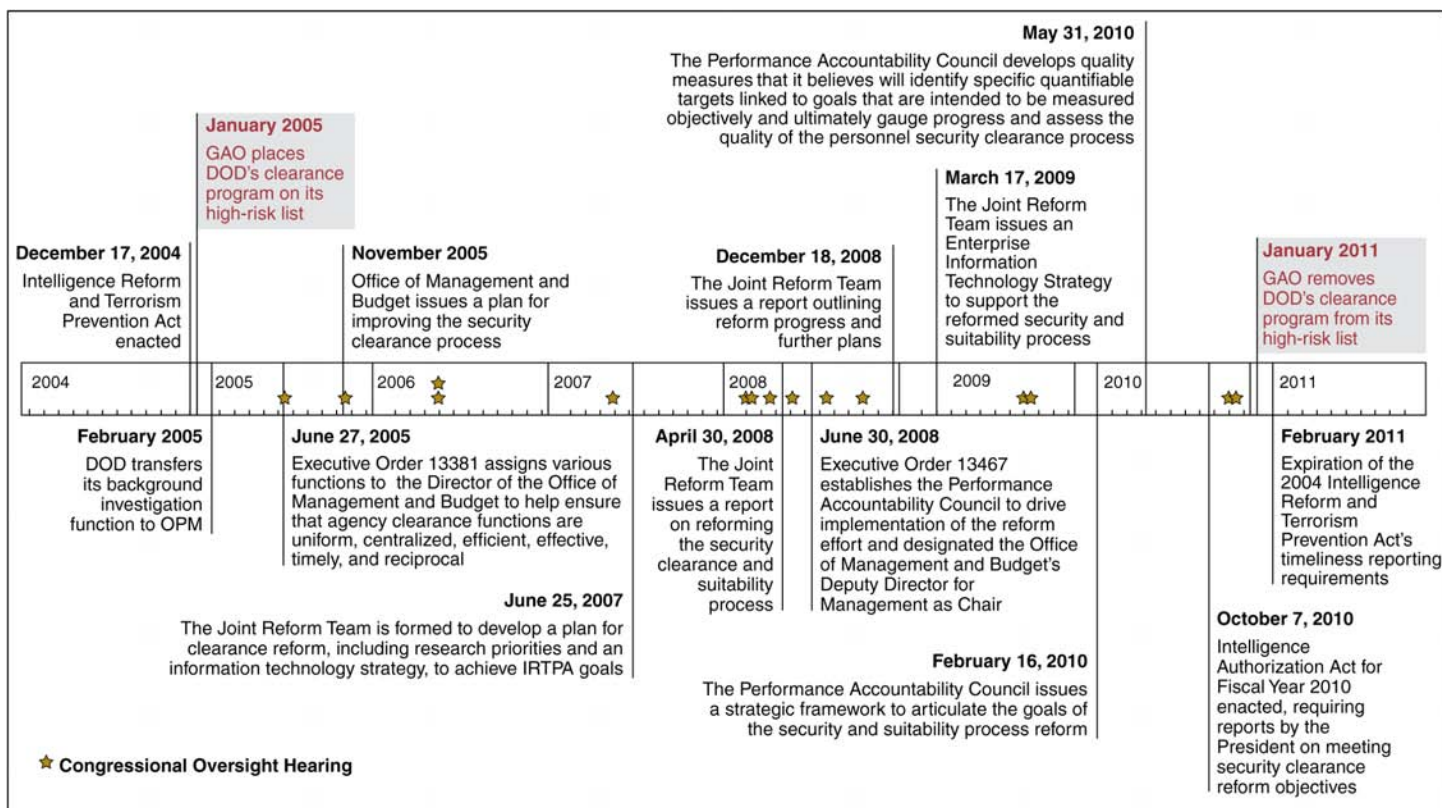 May 31, 2010
The Performance Accountability Council develops quality
measures that it believes will identify specific quantifiable
targets linked to goals that are intended to be measured
objectively and ultimately gauge progress and assess the
quality of the personnel security clearance process
January 2005
GAO places
DOD's clearance
program on its
high-risk list
March 17, 2009
The Joint Reform
Team issues an
Enterprise
Information
Technology Strategy
to support the
reformed security and
suitability process
December 17, 2004
Intelligence Reform
and Terrorism
Prevention Act
enacted
November 2005
Office of Management and
Budget issues a plan for
improving the security
clearance process
December 18, 2008
The Joint Reform Team
issues a report outlining
reform progress and
further plans
January 2011
GAO removes
DOD's clearance
program from its
high-risk list
2004
2005
2006
2007
2008
2009
2010
2011
February 2005
DOD transfers
its background
investigation
function to OPM
June 27, 2005
Executive Order 13381 assigns various
functions to the Director of the Office of
Management and Budget to help ensure
that agency clearance functions are
uniform, centralized, efficient, effective,
timely, and reciprocal
June 25, 2007
The Joint Reform Team is formed to develop a plan for
clearance reform, including research priorities and an
information technology strategy, to achieve IRTPA goals
April 30, 2008
The Joint
Reform Team
issues a report
on reforming
the security
clearance and
suitability
process
June 30, 2008
Executive Order 13467
establishes the Performance
Accountability Council to drive
implementation of the reform
effort and designated the Office
of Management and Budget's
Deputy Director for
Management as Chair
February 16, 2010
The Performance Accountability Council issues
a strategic framework to articulate the goals of
the security and suitability process reform
February 2011
Expiration of the
2004 Intelligence
Reform and
Terrorism
Prevention Act's
timeliness reporting
requirements
October 7, 2010
Intelligence
Authorization Act for
Fiscal Year 2010
enacted, requiring
reports by the
President on meeting
security clearance
reform objectives
Congressional Oversight Hearing